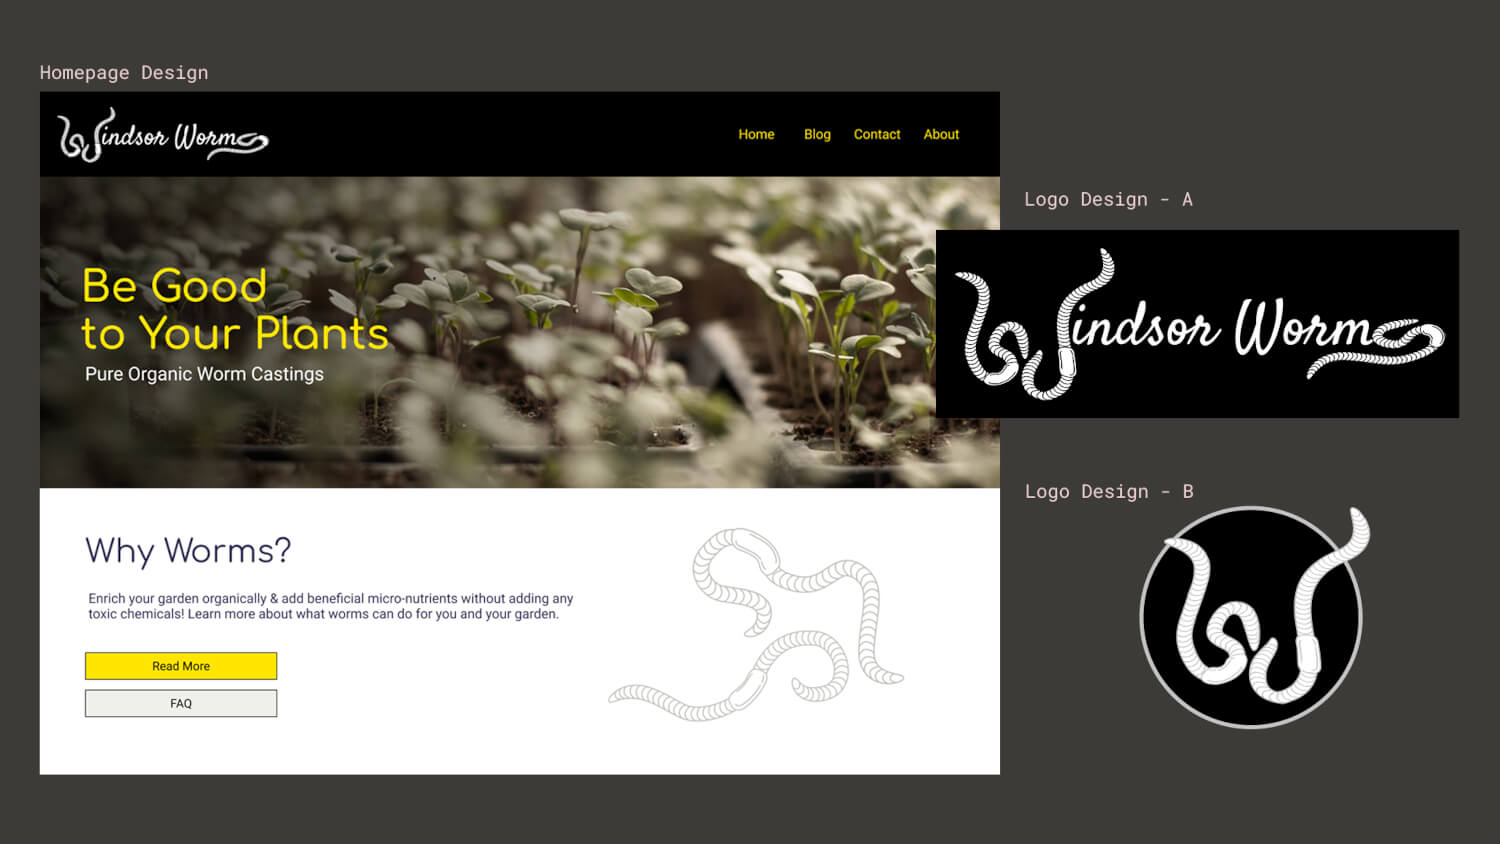 Homepage Design
Windsor Worms
Home Blog Contact About
Be Good
to Your Plants
Pure Organic Worm Castings
Why Worms?
Enrich your garden organically & add beneficial micro-nutrients without adding any
toxic chemicals! Learn more about what worms can do for you and your garden.
Read More
FAQ
Logo Design - A
Windsor Worms
Logo Design - B
W